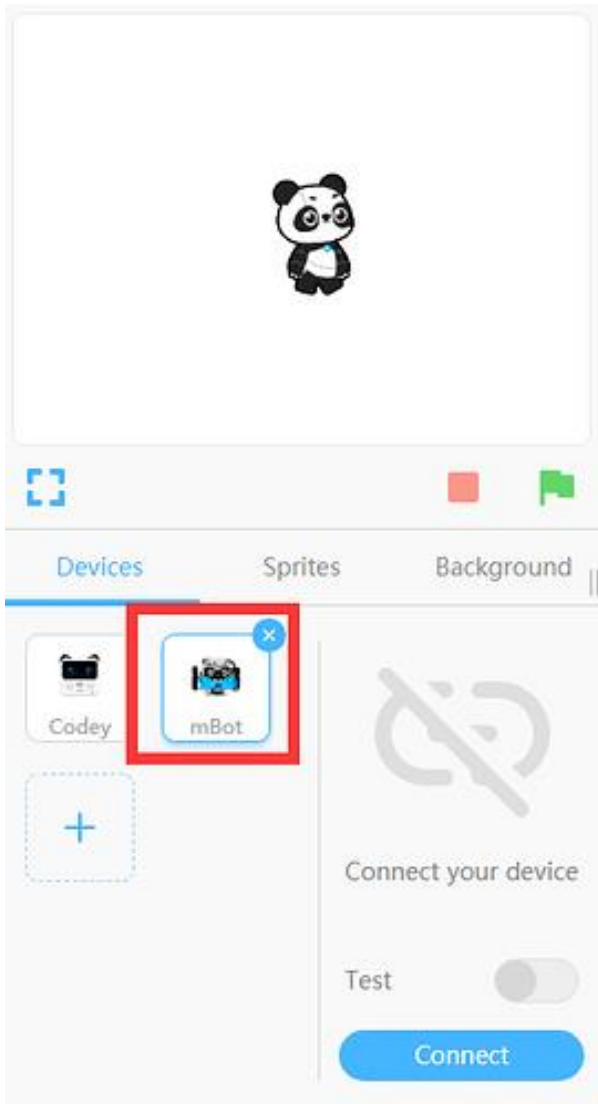 Devices Sprites Background
Codey mBot
Connect your device
Test
Connect